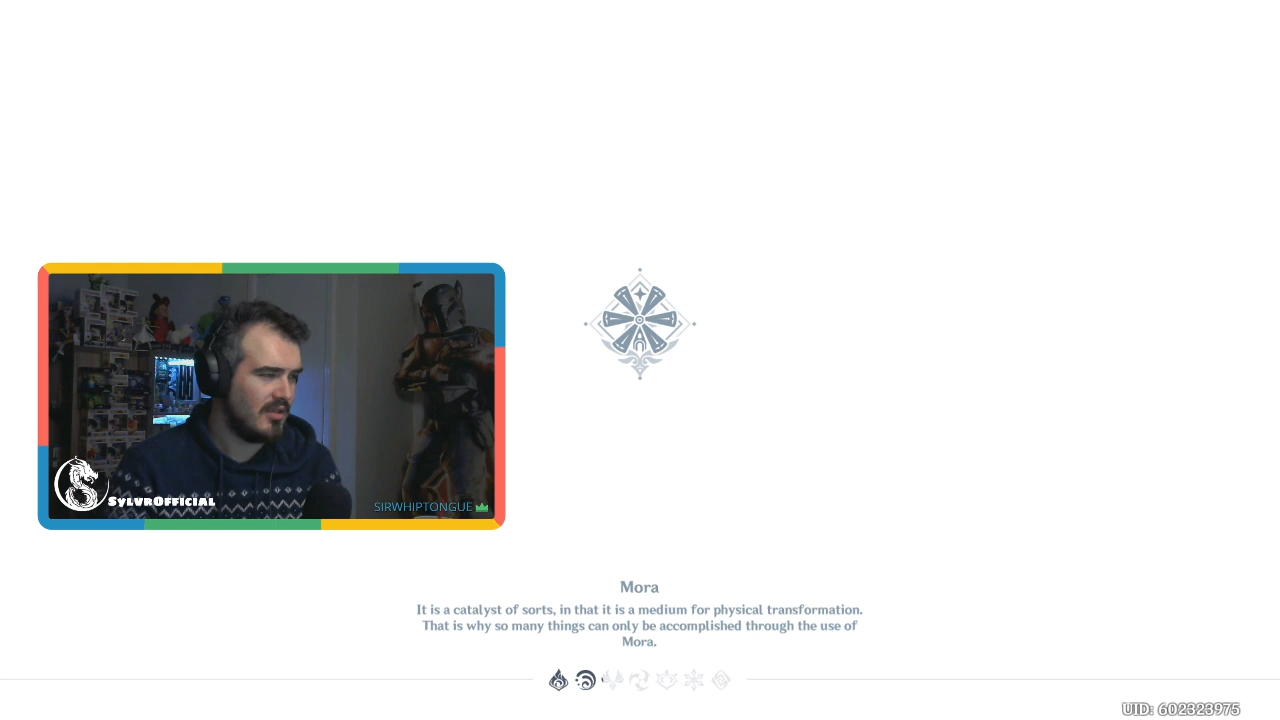 SylvrOfficial
SIRWHIPTONGUE
Mora
It is a catalyst of sorts, in that it is a medium for physical transformation.
That is why so many things can only be accomplished through the use of
Mora.
UID: 602323975